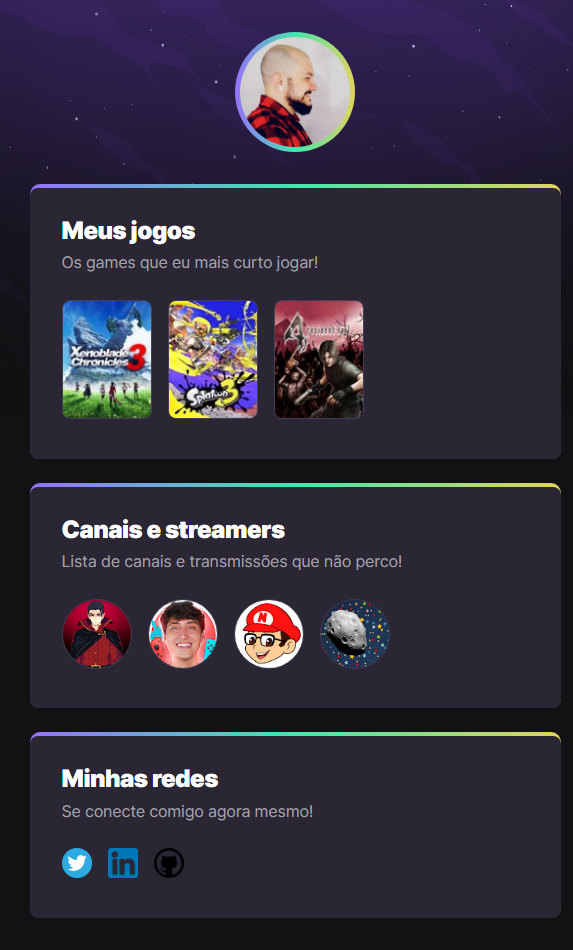 Meus jogos
Os games que eu mais curto jogar!
Xenoblade
Chronicles 3
Splatoon 3
resident evil 4
Canais e streamers
Lista de canais e transmissões que não perco!
N
Minhas redes
Se conecte comigo agora mesmo!
in